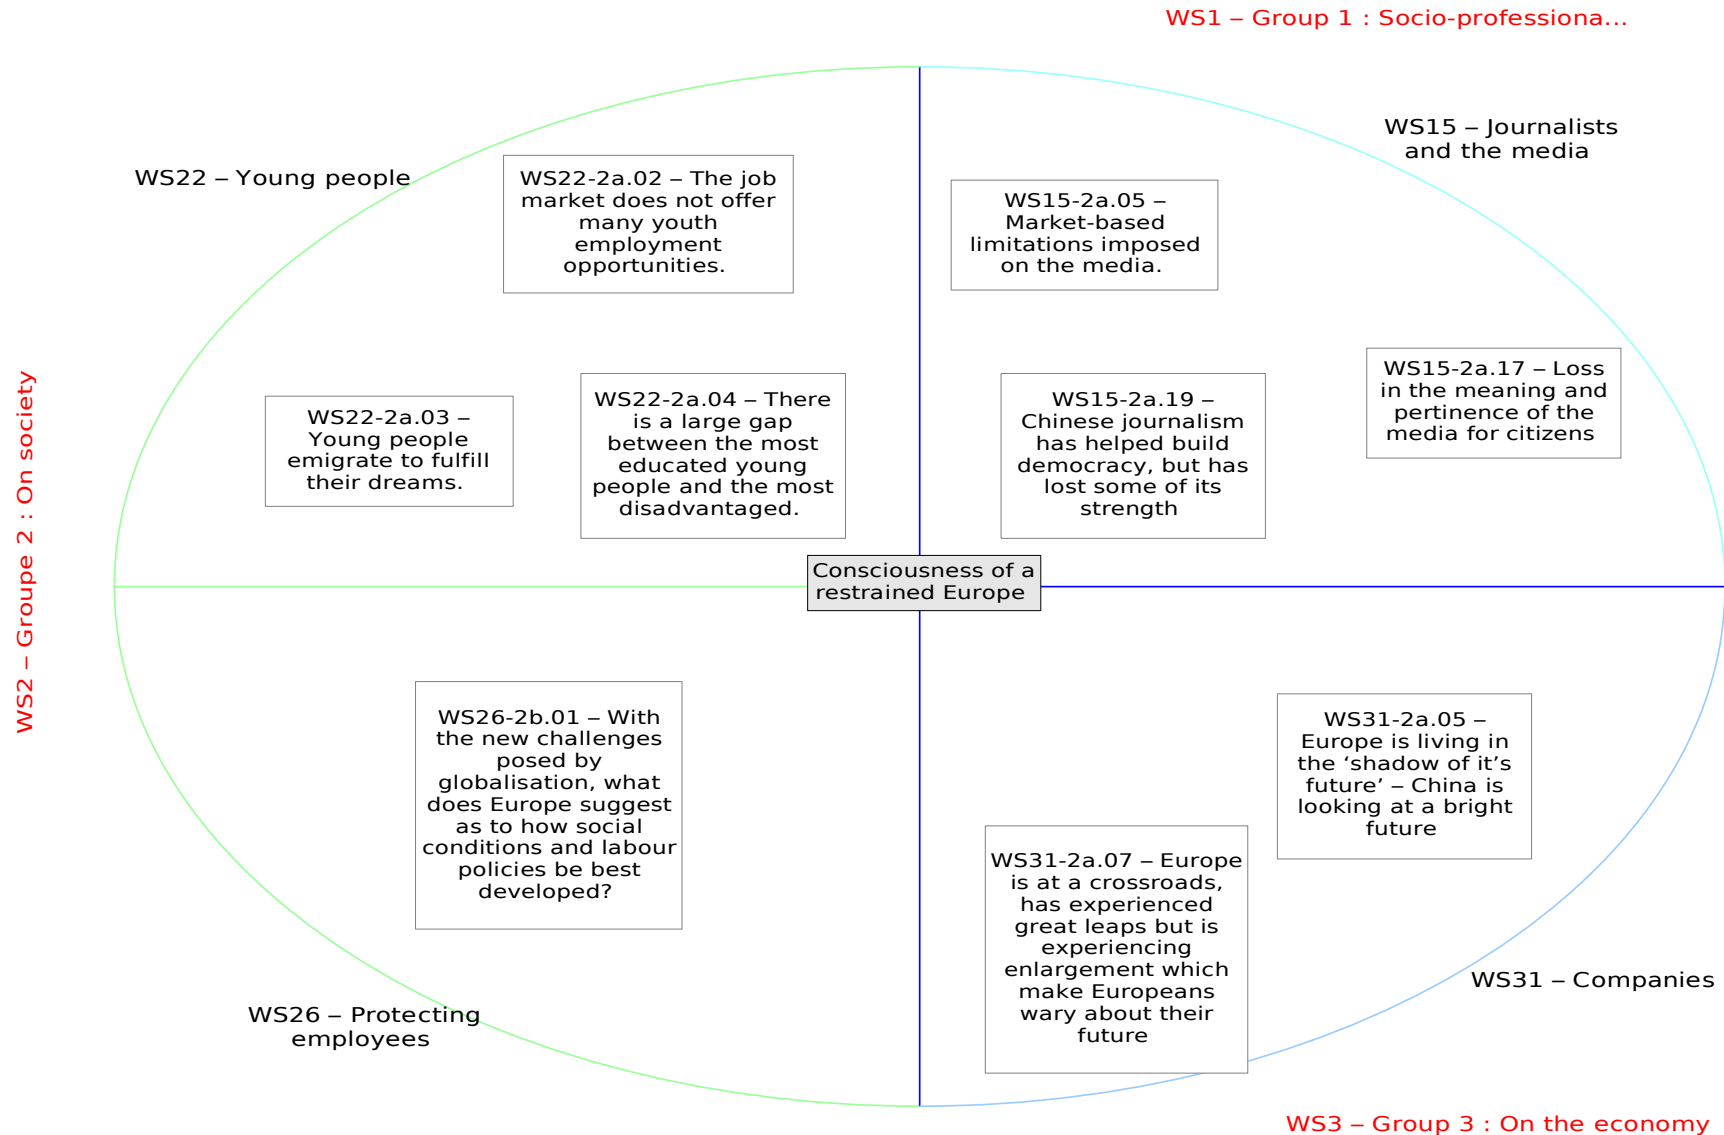 WS1 – Group 1 : Socio-professiona...
WS15 – Journalists
and the media
WS22 – Young people
WS22-2a.02 – The job
market does not offer
many youth
employment
opportunities.
WS15-2a.05 –
Market-based
limitations imposed
on the media.
WS15-2a.17 – Loss
in the meaning and
pertinence of the
media for citizens
WS22-2a.03 –
Young people
emigrate to fulfill
their dreams.
WS22-2a.04 – There
is a large gap
between the most
educated young
people and the most
disadvantaged.
WS15-2a.19 –
Chinese journalism
has helped build
democracy, but has
lost some of its
strength
WS2 – Groupe 2 : On society
Consciousness of a
restrained Europe
WS26-2b.01 – With
the new challenges
posed by
globalisation, what
does Europe suggest
as to how social
conditions and labour
policies be best
developed?
WS31-2a.05 –
Europe is living in
the ‘shadow of it’s
future’ – China is
looking at a bright
future
WS31-2a.07 – Europe
is at a crossroads,
has experienced
great leaps but is
experiencing
enlargement which
make Europeans
wary about their
future
WS31 – Companies
WS26 – Protecting
employees
WS3 – Group 3 : On the economy